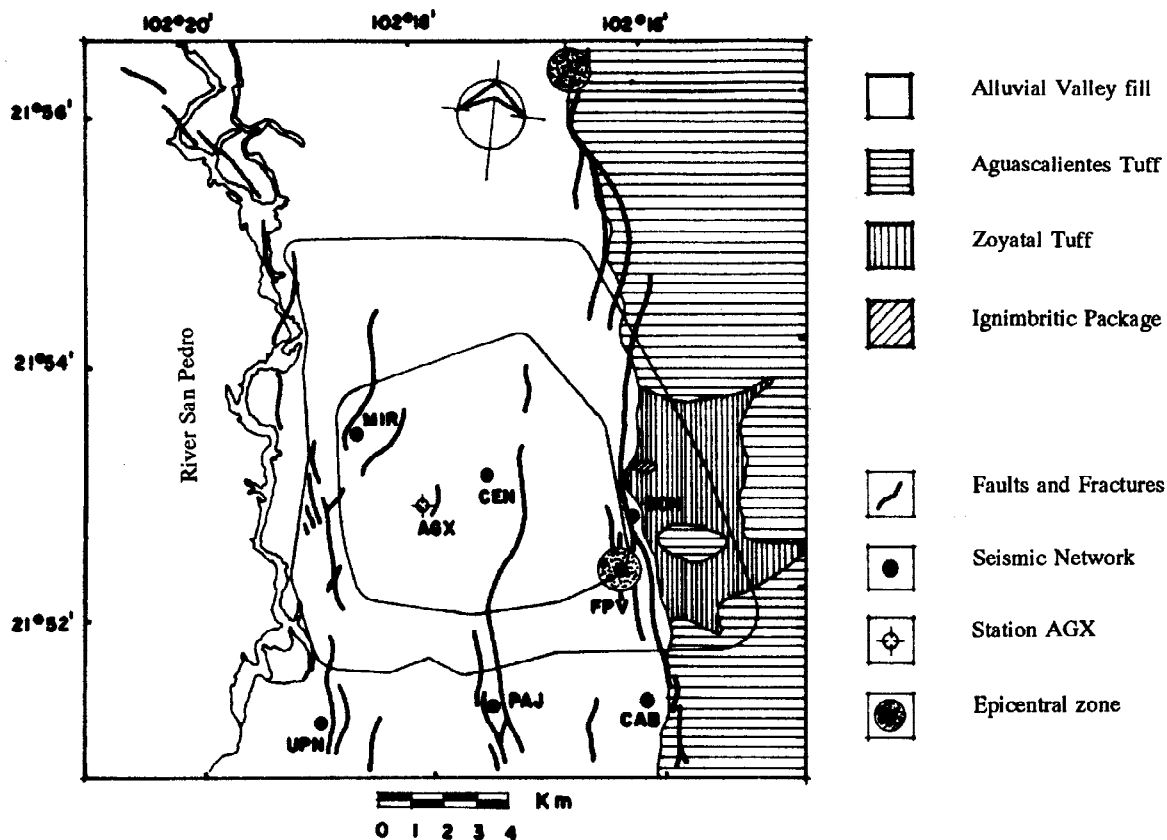 102°20' 102°18' 102°16'
21°56'
21°54'
21°52'
River San Pedro
MIR
CEN
AGX
FPV
PAJ
CAB
UPN
Km
0 1 2 3 4
Alluvial Valley fill
Aguascalientes Tuff
Zoyatal Tuff
Ignimbritic Package
Faults and Fractures
Seismic Network
Station AGX
Epicentral zone